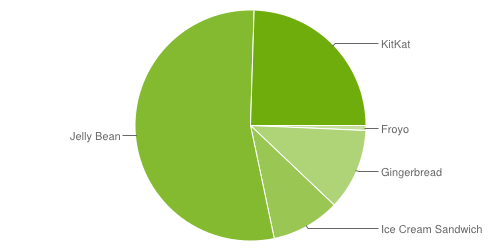 KitKat
Froyo
Jelly Bean
Gingerbread
Ice Cream Sandwich